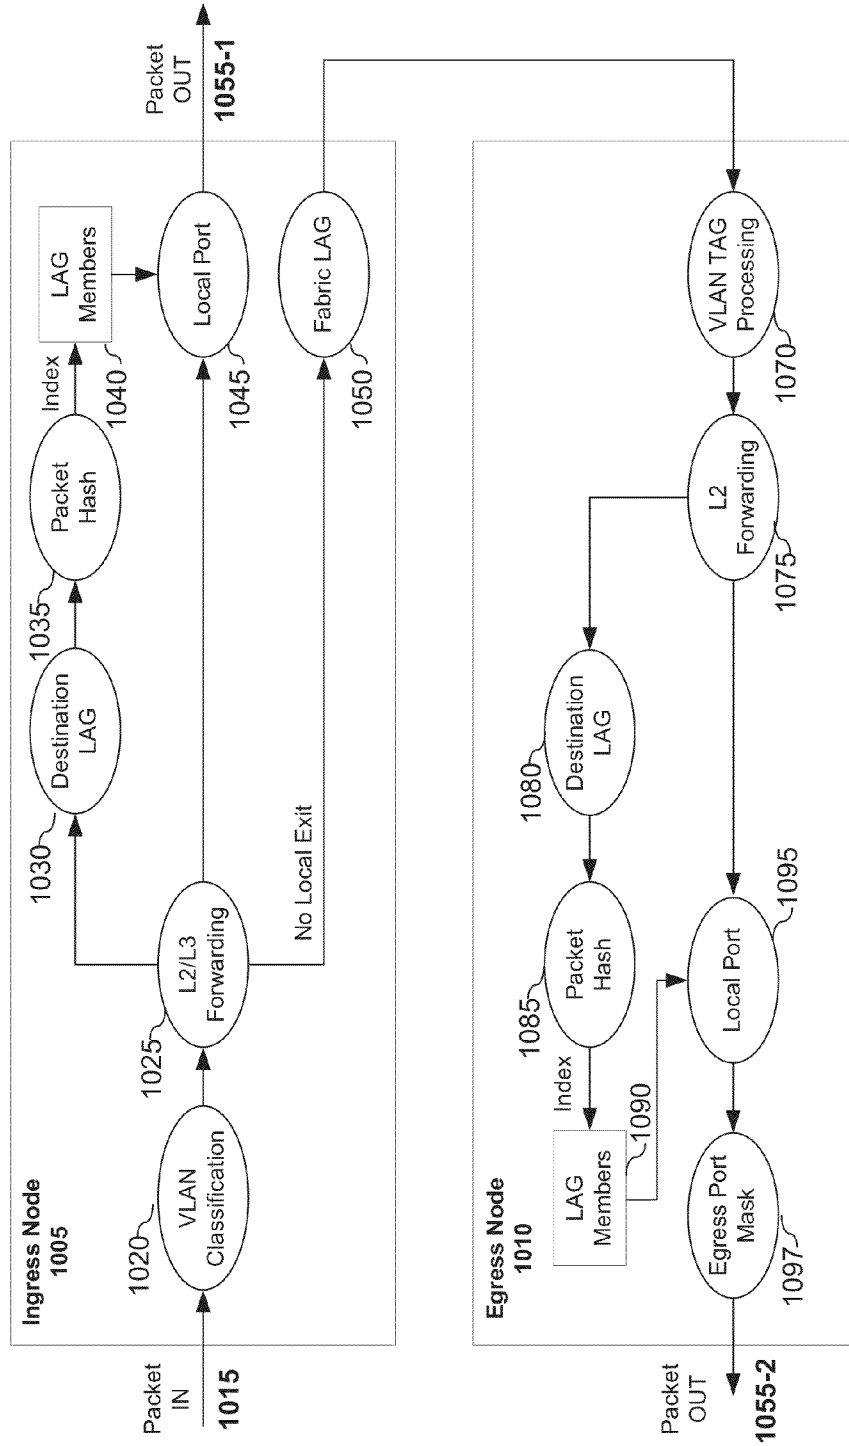 Ingress Node
1005
Packet
IN
1015
VLAN
Classification
1020
L2/L3
Forwarding
1025
Destination
LAG
1030
Packet
Hash
1035
Index
LAG
Members
1040
Local Port
1045
No Local Exit
Fabric LAG
1050
Packet
OUT
1055-1
Egress Node
1010
VLAN TAG
Processing
1070
L2
Forwarding
1075
Destination
LAG
1080
Packet
Hash
1085
Index
LAG
Members
1090
Local Port
1095
Egress Port
Mask
1097
Packet
OUT
1055-2